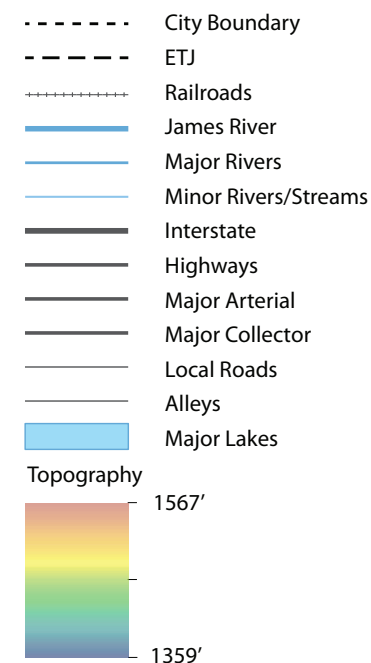 City Boundary
ETJ
Railroads
James River
Major Rivers
Minor Rivers/Streams
Interstate
Highways
Major Arterial
Major Collector
Local Roads
Alleys
Major Lakes
Topography
1567’
1359’